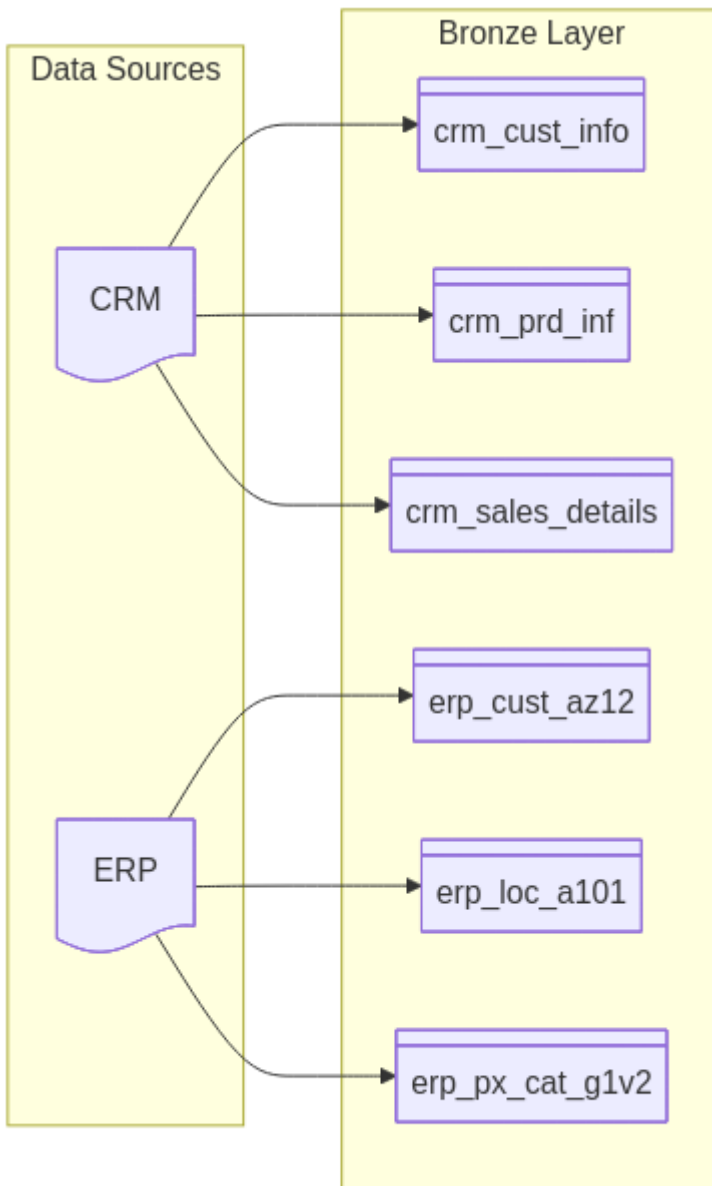 Data Sources
Bronze Layer
CRM
crm_cust_info
crm_prd_inf
crm_sales_details
ERP
erp_cust_az12
erp_loc_a101
erp_px_cat_g1v2